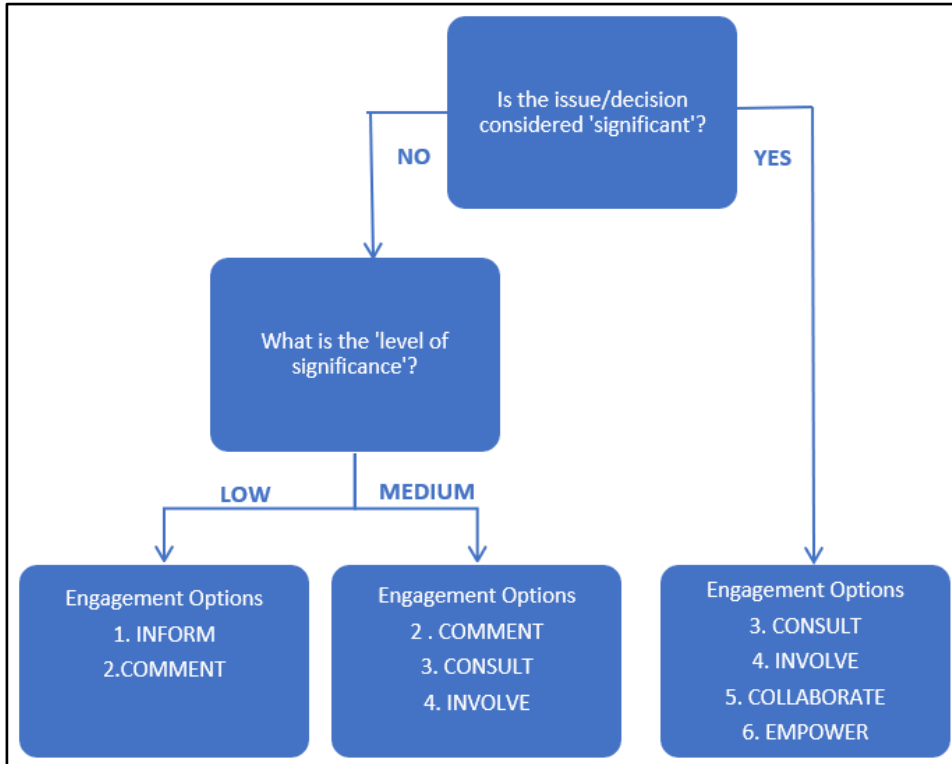 Is the issue/decision
considered 'significant'?
NO
YES
What is the 'level of
significance'?
LOW
MEDIUM
Engagement Options
1. INFORM
2.COMMENT
Engagement Options
2 . COMMENT
3. CONSULT
4. INVOLVE
Engagement Options
3. CONSULT
4. INVOLVE
5. COLLABORATE
6. EMPOWER